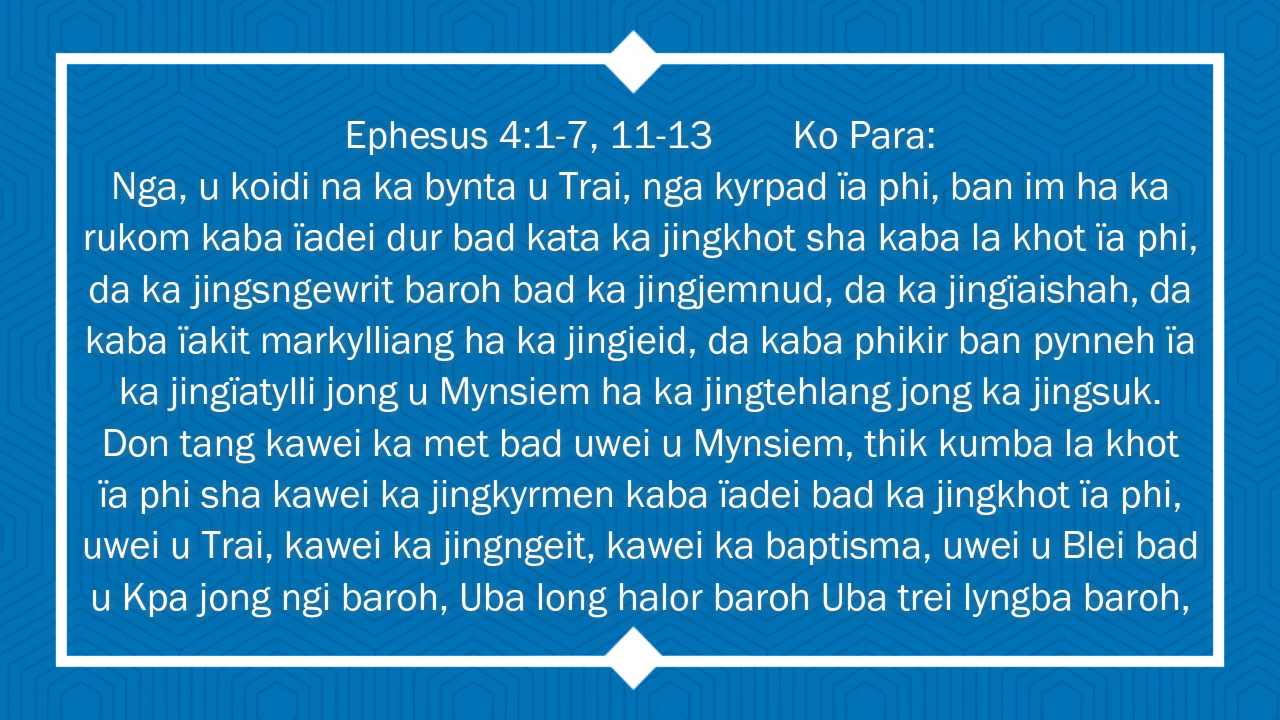 Ephesus 4:1-7, 11-13 Ko Para:
Nga, u koidi na ka bynta u Trai, nga kyrpad ïa phi, ban im ha ka
rukom kaba ïadei dur bad kata ka jingkhot sha kaba la khot ïa phi,
da ka jingsngewrit baroh bad ka jingjemnud, da ka jingïaishah, da
kaba ïakit markylliang ha ka jingieid, da kaba phikir ban pynneh ïa
ka jingïatylli jong u Mynsiem ha ka jingtehlang jong ka jingsuk.
Don tang kawei ka met bad uwei u Mynsiem, thik kumba la khot
ïa phi sha kawei ka jingkyrmen kaba ïadei bad ka jingkhot ïa phi,
uwei u Trai, kawei ka jingngeit, kawei ka baptisma, uwei u Blei bad
u Kpa jong ngi baroh, Uba long halor baroh Uba trei lyngba baroh,